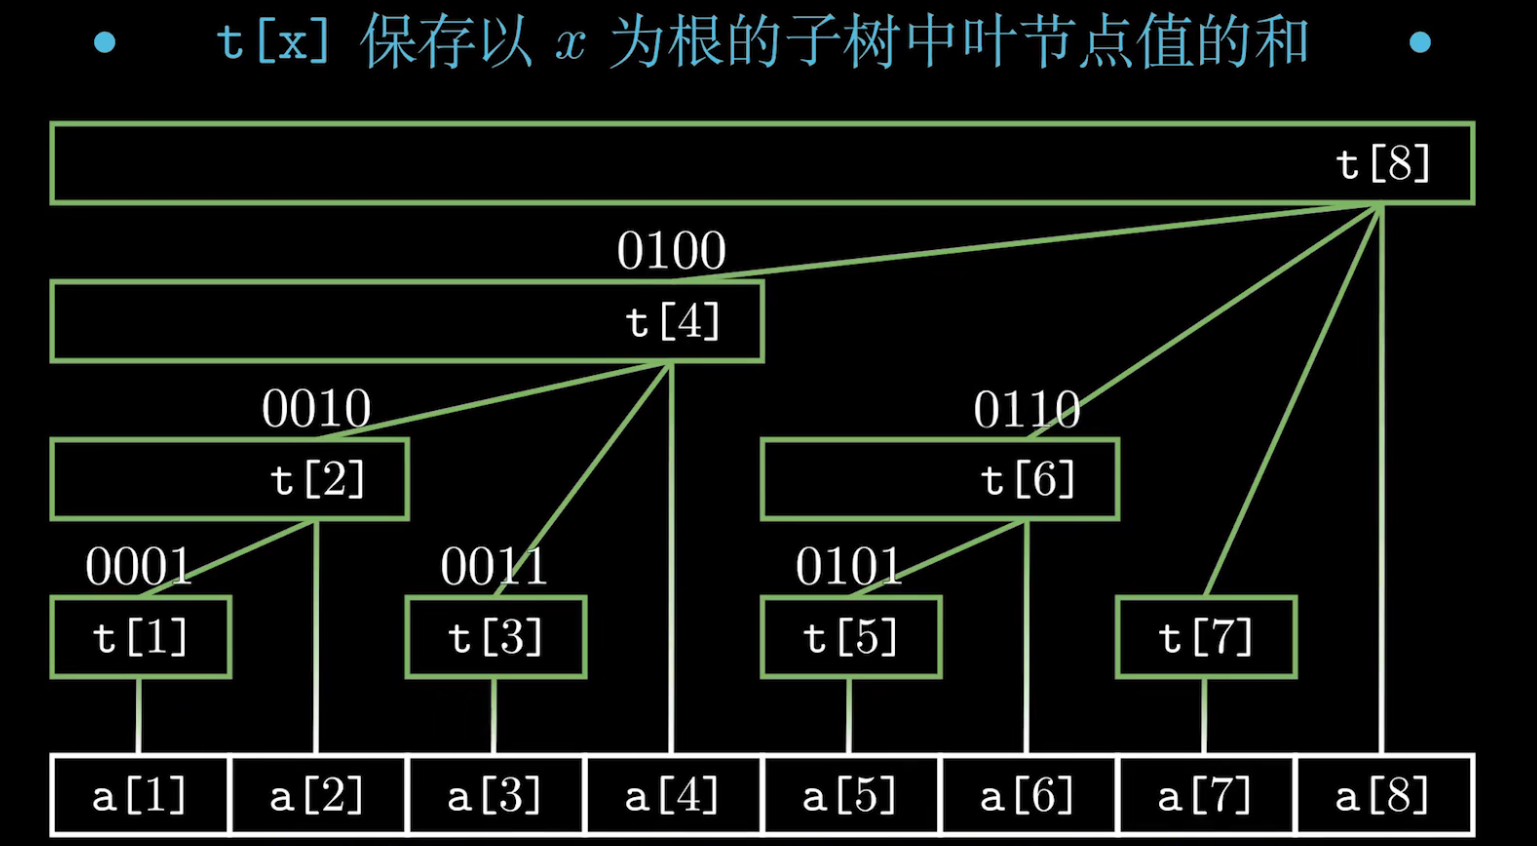 • t[x] 保存以 x 为根的子树中叶节点值的和 •
t[8]
0100
t[4]
0010 0110
t[2] t[6]
0001 0011 0101
t[1] t[3] t[5] t[7]
a[1] a[2] a[3] a[4] a[5] a[6] a[7] a[8]